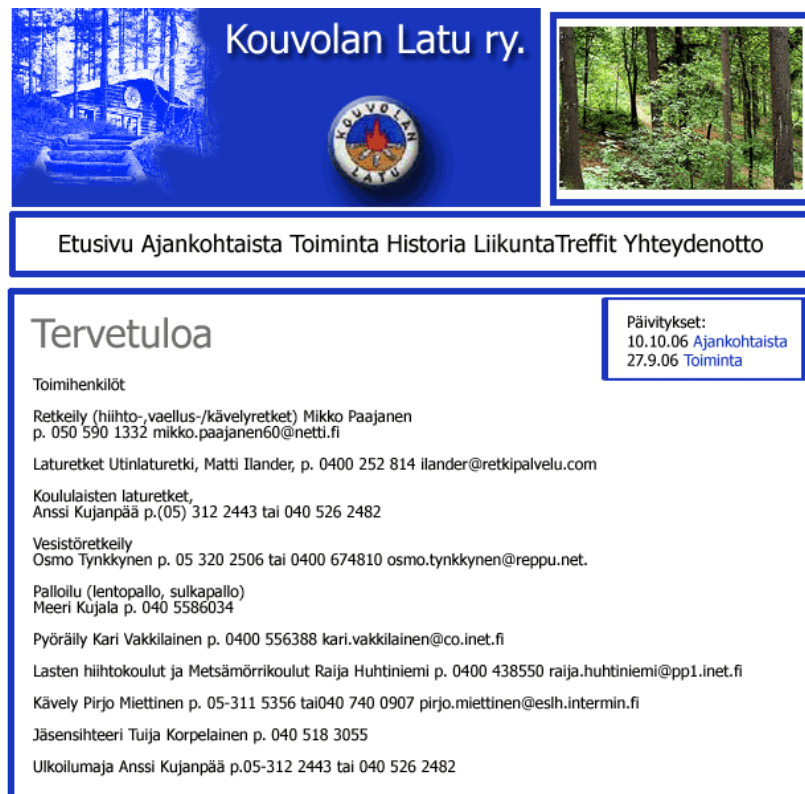 Kouvolan Latu ry.
KOUVOLAN
LATU
Etusivu Ajankohtaista Toiminta Historia LiikuntaTreffit Yhteydenotto
Tervetuloa
Päivitykset:
10.10.06 Ajankohtaista
27.9.06 Toiminta
Toimihenkilöt
Retkeily (hiihto-,vaellus-/kävelyretket) Mikko Paajanen
p. 050 590 1332 mikko.paajanen60@netti.fi
Laturetket Utinlaturetki, Matti Ilander, p. 0400 252 814 ilander@retkipalvelu.com
Koululaisten laturetket,
Anssi Kujanpää p.(05) 312 2443 tai 040 526 2482
Vesistöretkeily
Osmo Tynkkynen p. 05 320 2506 tai 0400 674810 osmo.tynkkynen@reppu.net.
Palloilu (lentopallo, sulkapallo)
Meeri Kujala p. 040 5586034
Pyöräily Kari Vakkilainen p. 0400 556388 kari.vakkilainen@co.inet.fi
Lasten hiihtokoulut ja Metsämörrikoulut Raija Huhtiniemi p. 0400 438550 raija.huhtiniemi@pp1.inet.fi
Kävely Pirjo Miettinen p. 05-311 5356 tai040 740 0907 pirjo.miettinen@eslh.intermin.fi
Jäsensihteeri Tuija Korpelainen p. 040 518 3055
Ulkoilumaja Anssi Kujanpää p.05-312 2443 tai 040 526 2482